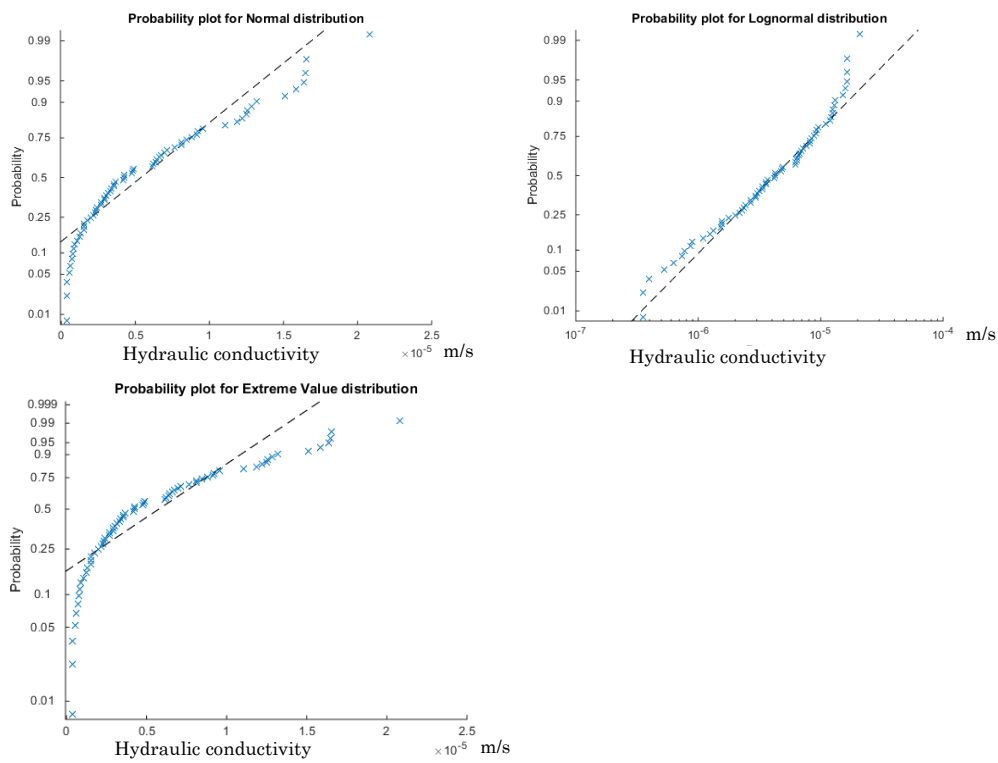 Probability plot for Normal distribution
0.99
0.95
0.9
0.75
0.5
0.25
0.1
0.05
0.01
Probability
0 0.5 1 1.5 2 2.5
Hydraulic conductivity ×10⁻⁵ m/s
Probability plot for Lognormal distribution
0.99
0.95
0.9
0.75
0.5
0.25
0.1
0.05
0.01
Probability
10⁻⁷ 10⁻⁶ 10⁻⁵ 10⁻⁴ m/s
Hydraulic conductivity
Probability plot for Extreme Value distribution
0.999
0.99
0.95
0.9
0.75
0.5
0.25
0.1
0.05
0.01
Probability
0 0.5 1 1.5 2 2.5
Hydraulic conductivity ×10⁻⁵ m/s